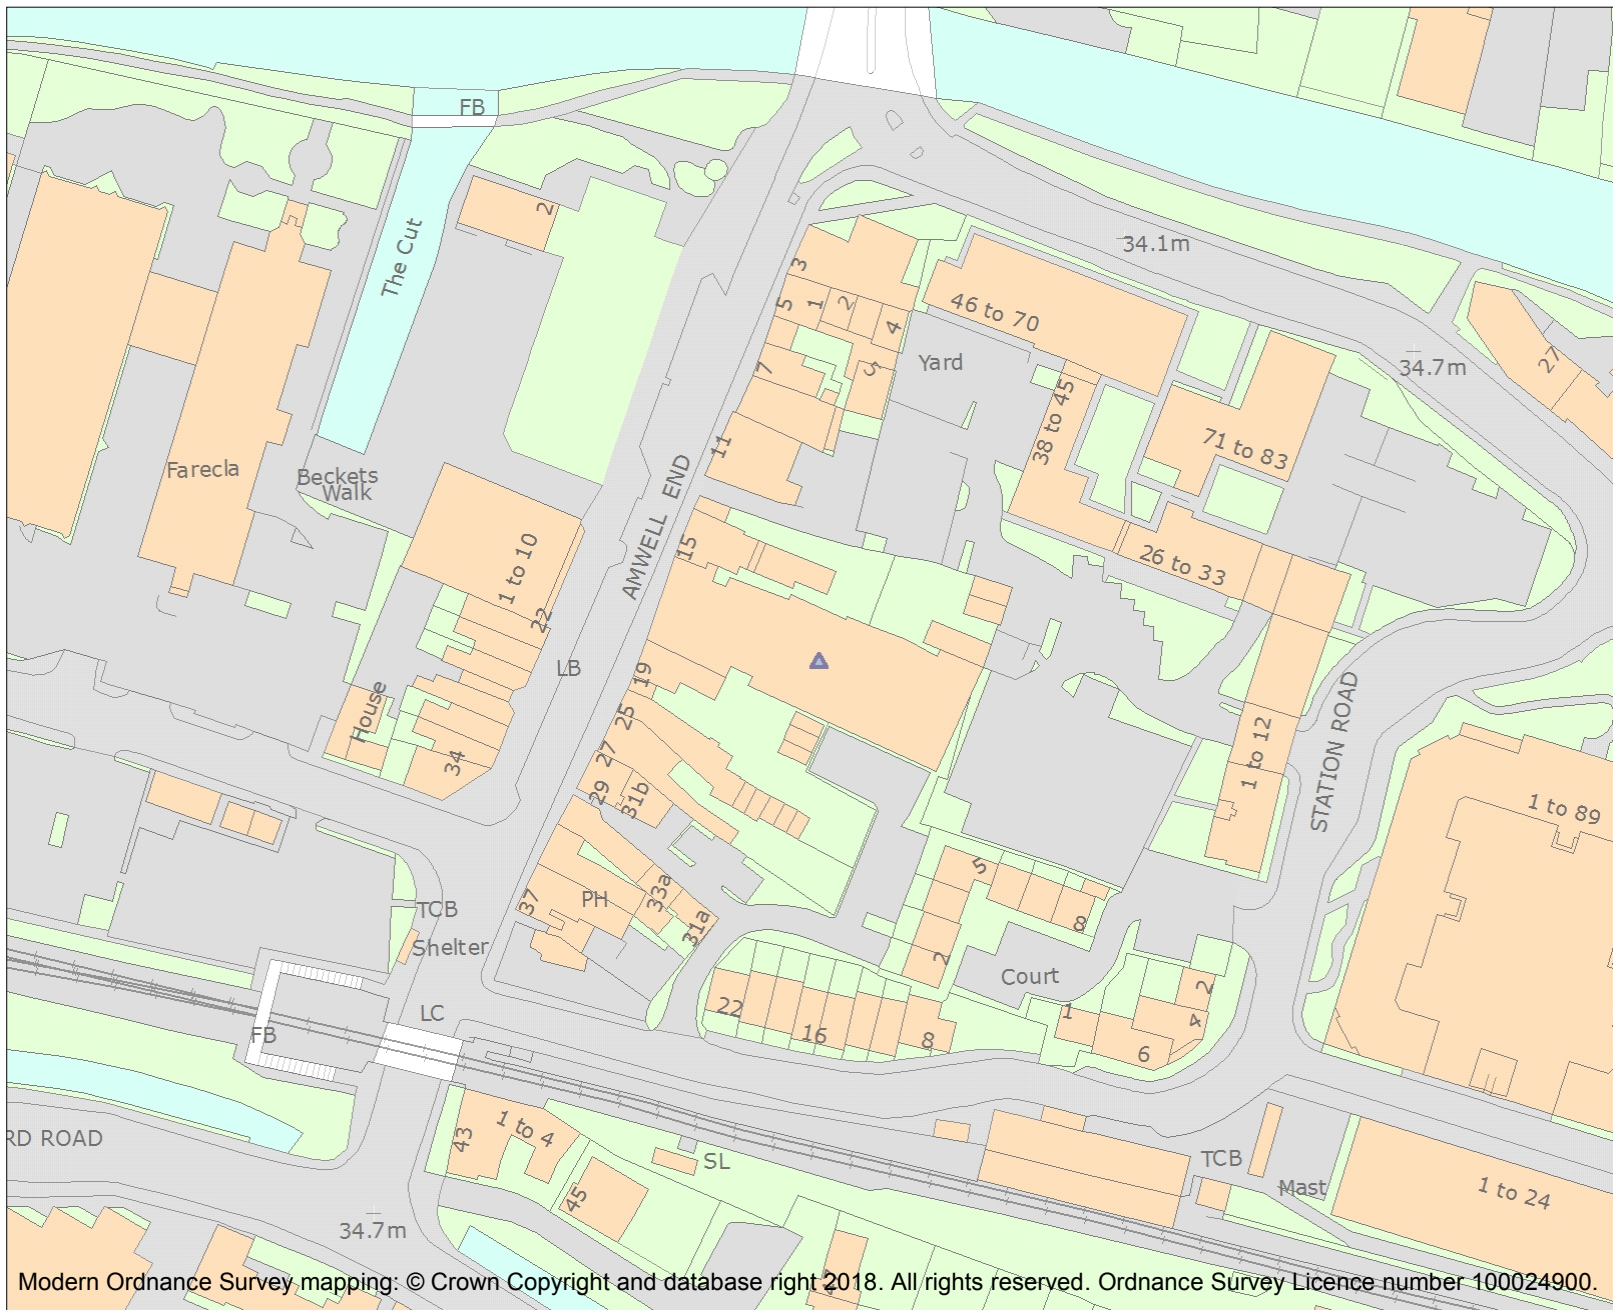 FB
The Cut
2
34.1m
3
5
1
2
4
46 to 70
Yard
7
5
34.7m
27
38 to 45
11
71 to 83
Farecla
Beckets
Walk
AMWELL END
15
1 to 10
26 to 33
22
LB
19
House
25
34
27
29
31b
1 to 12
STATION ROAD
1 to 89
5
PH
37
33a
31a
8
TCB
Shelter
2
Court
2
LC
22
16
8
1
4
6
FB
RD ROAD
43
1 to 4
SL
45
TCB
Mast
1 to 24
34.7m
Modern Ordnance Survey mapping: © Crown Copyright and database right 2018. All rights reserved. Ordnance Survey Licence number 100024900.